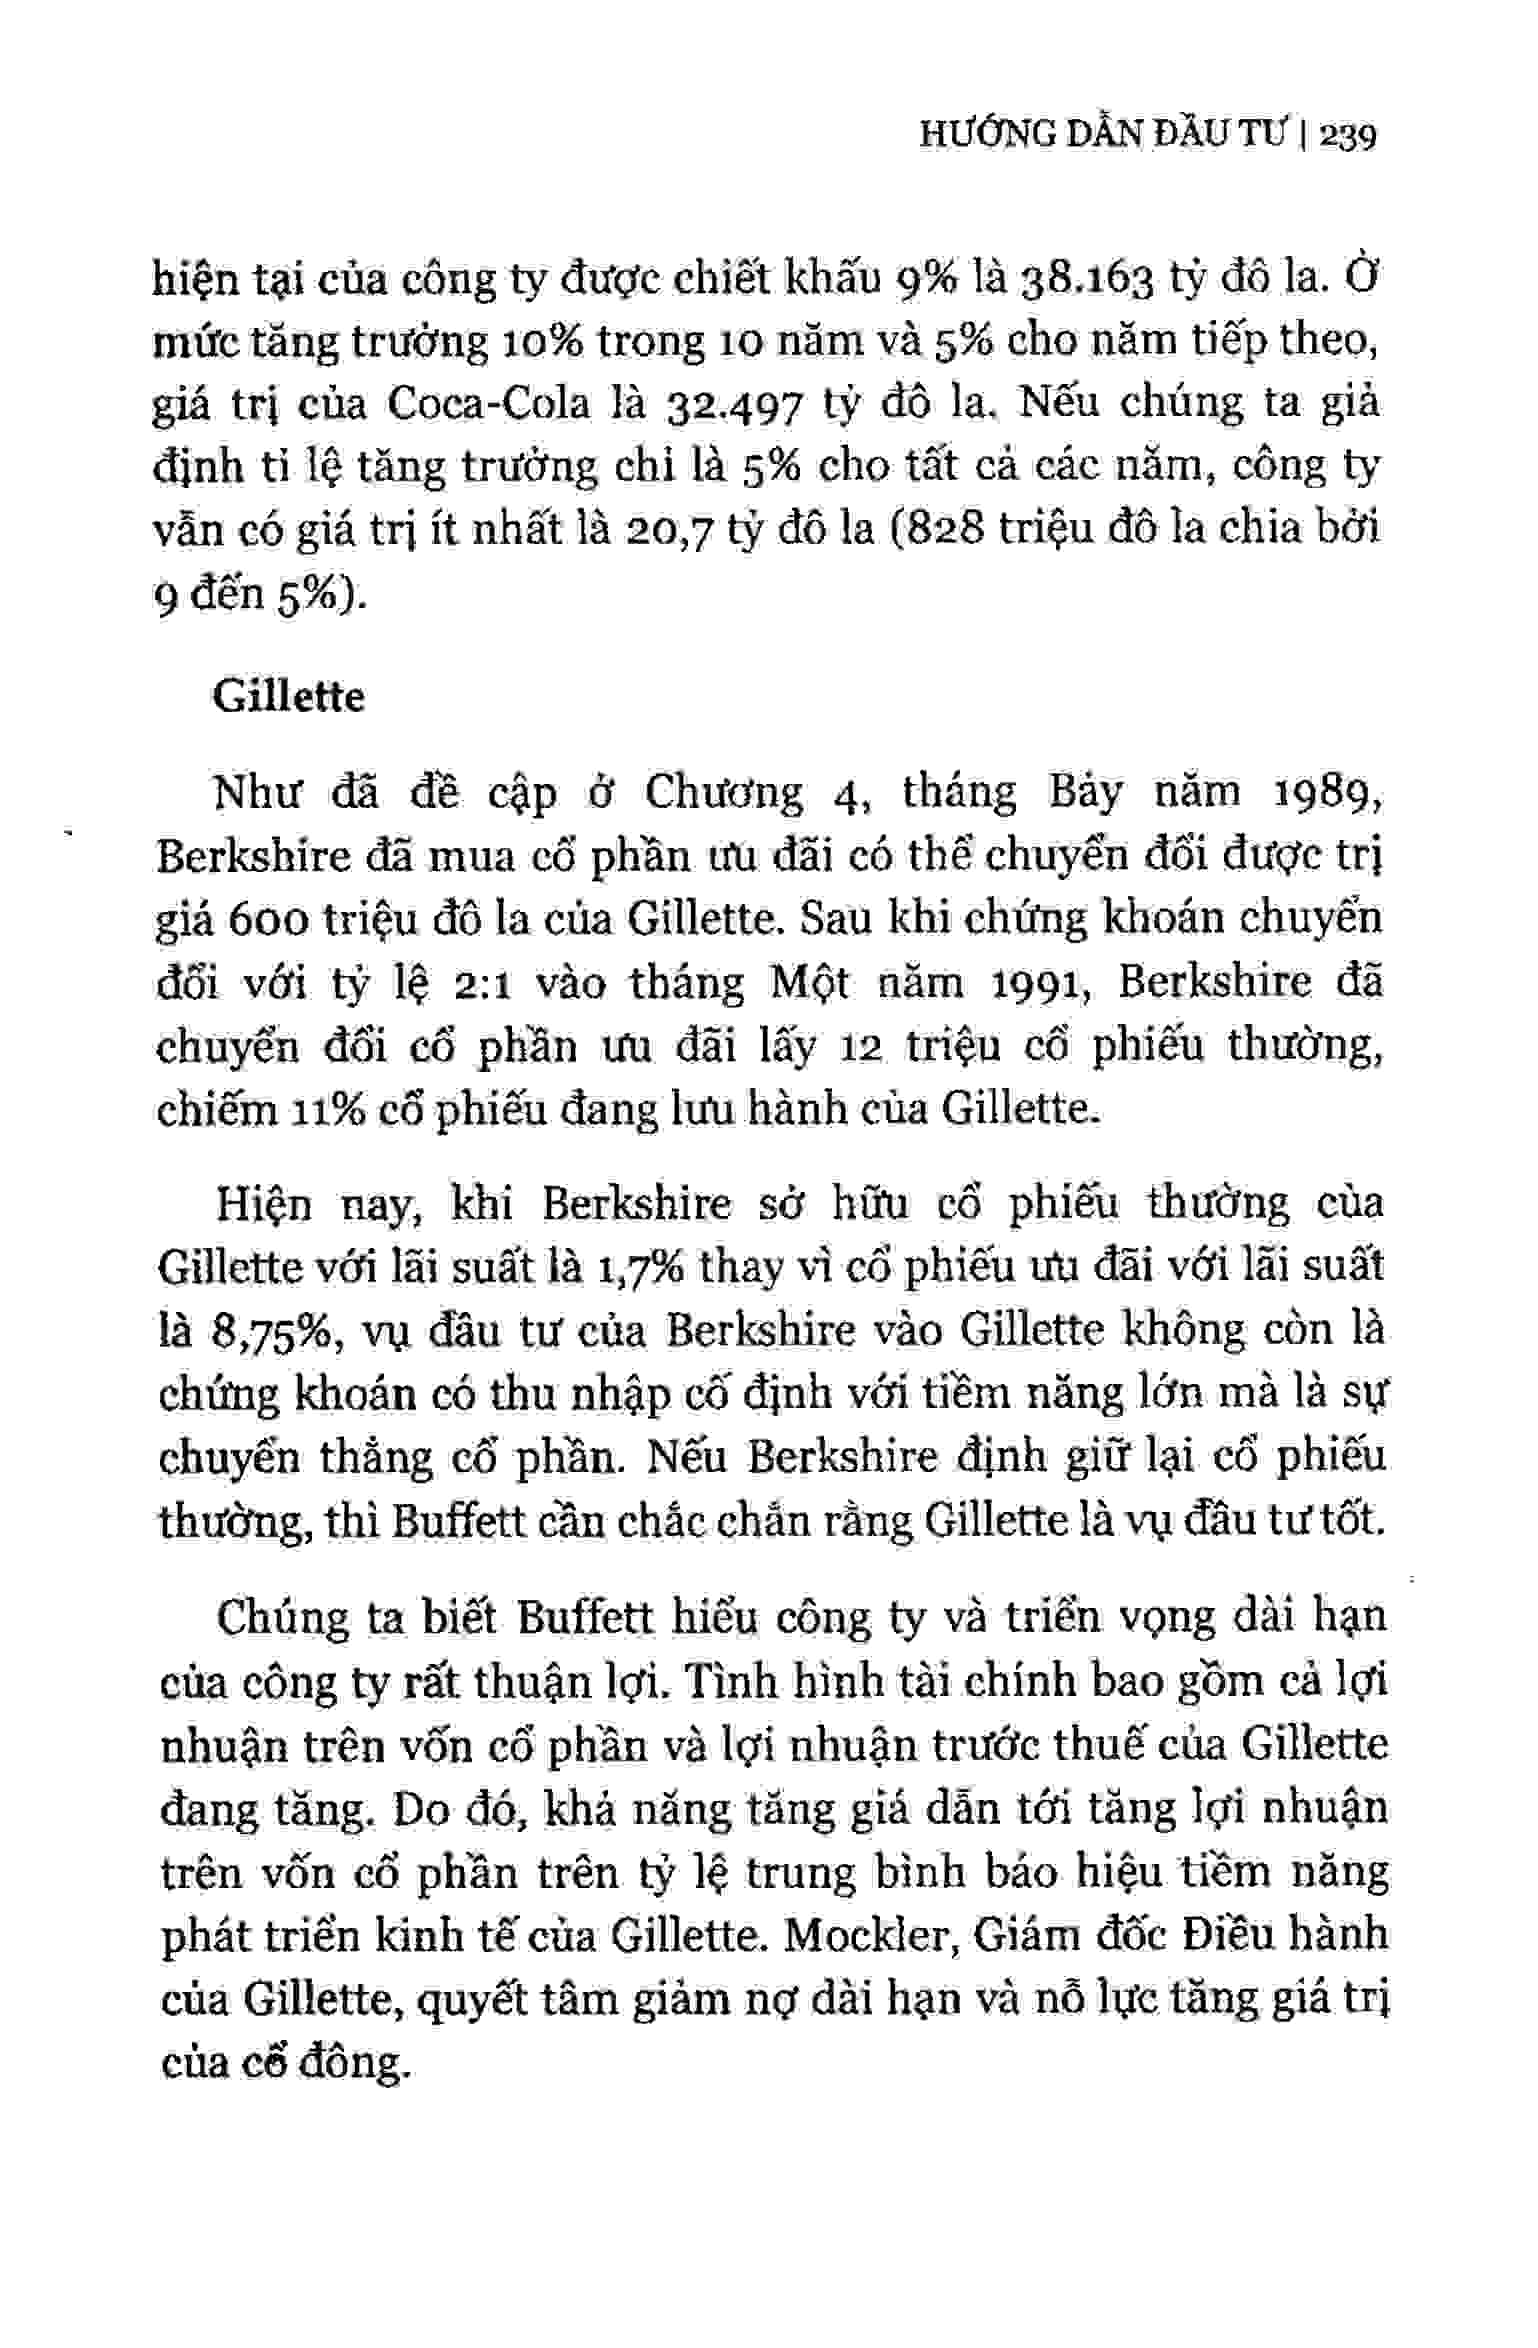 HƯỚNG DẪN ĐẦU TƯ | 239
hiện tại của công ty được chiết khấu 9% là 38.163 tỷ đô la. Ở
mức tăng trưởng 10% trong 10 năm và 5% cho năm tiếp theo,
giá trị của Coca-Cola là 32.497 tỷ đô la. Nếu chúng ta giả
định tỉ lệ tăng trưởng chỉ là 5% cho tất cả các năm, công ty
vẫn có giá trị ít nhất là 20,7 tỷ đô la (828 triệu đô la chia bởi
9 đến 5%).
Gillette
Như đã đề cập ở Chương 4, tháng Bảy năm 1989,
Berkshire đã mua cổ phần ưu đãi có thể chuyển đổi được trị
giá 600 triệu đô la của Gillette. Sau khi chứng khoán chuyển
đổi với tỷ lệ 2:1 vào tháng Một năm 1991, Berkshire đã
chuyển đổi cổ phần ưu đãi lấy 12 triệu cổ phiếu thường,
chiếm 11% cổ phiếu đang lưu hành của Gillette.
Hiện nay, khi Berkshire sở hữu cổ phiếu thường của
Gillette với lãi suất là 1,7% thay vì cổ phiếu ưu đãi với lãi suất
là 8,75%, vụ đầu tư của Berkshire vào Gillette không còn là
chứng khoán có thu nhập cố định với tiềm năng lớn mà là sự
chuyển thẳng cổ phần. Nếu Berkshire định giữ lại cổ phiếu
thường, thì Buffett cần chắc chắn rằng Gillette là vụ đầu tư tốt.
Chúng ta biết Buffett hiểu công ty và triển vọng dài hạn
của công ty rất thuận lợi. Tình hình tài chính bao gồm cả lợi
nhuận trên vốn cổ phần và lợi nhuận trước thuế của Gillette
đang tăng. Do đó, khả năng tăng giá dẫn tới tăng lợi nhuận
trên vốn cổ phần trên tỷ lệ trung bình báo hiệu tiềm năng
phát triển kinh tế của Gillette. Mockler, Giám đốc Điều hành
của Gillette, quyết tâm giảm nợ dài hạn và nỗ lực tăng giá trị
của cổ đông.